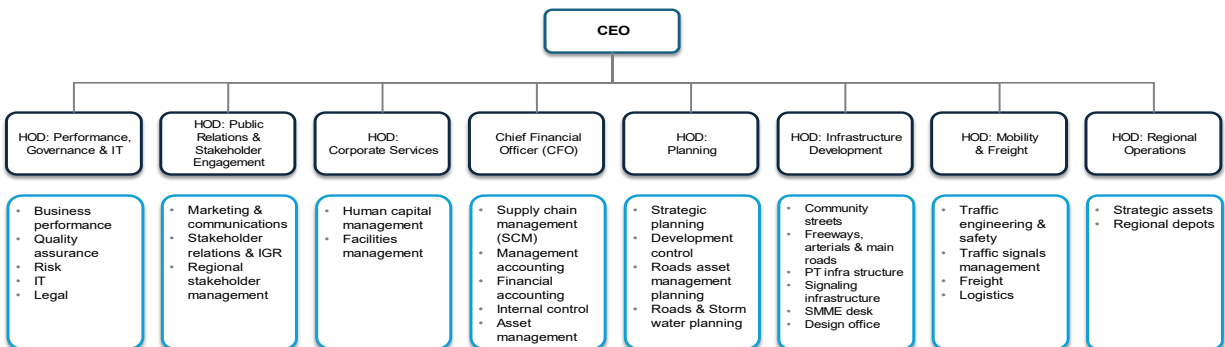 CEO
HOD: Performance,
Governance & IT
HOD: Public
Relations &
Stakeholder
Engagement
HOD:
Corporate Services
Chief Financial
Officer (CFO)
HOD:
Planning
HOD: Infrastructure
Development
HOD: Mobility
& Freight
HOD: Regional
Operations
• Business
performance
• Quality
assurance
• Risk
• IT
• Legal
• Marketing &
communications
• Stakeholder
relations & IGR
• Regional
stakeholder
management
• Human capital
management
• Facilities
management
• Supply chain
management
(SCM)
• Management
accounting
• Financial
accounting
• Internal control
• Asset
management
• Strategic
planning
• Development
control
• Roads asset
management
planning
• Roads & Storm
water planning
• Community
streets
• Freeways,
arterials & main
roads
• PT infra structure
• Signaling
infrastructure
• SMME desk
• Design office
• Traffic
engineering &
safety
• Traffic signals
management
• Freight
• Logistics
• Strategic assets
• Regional depots